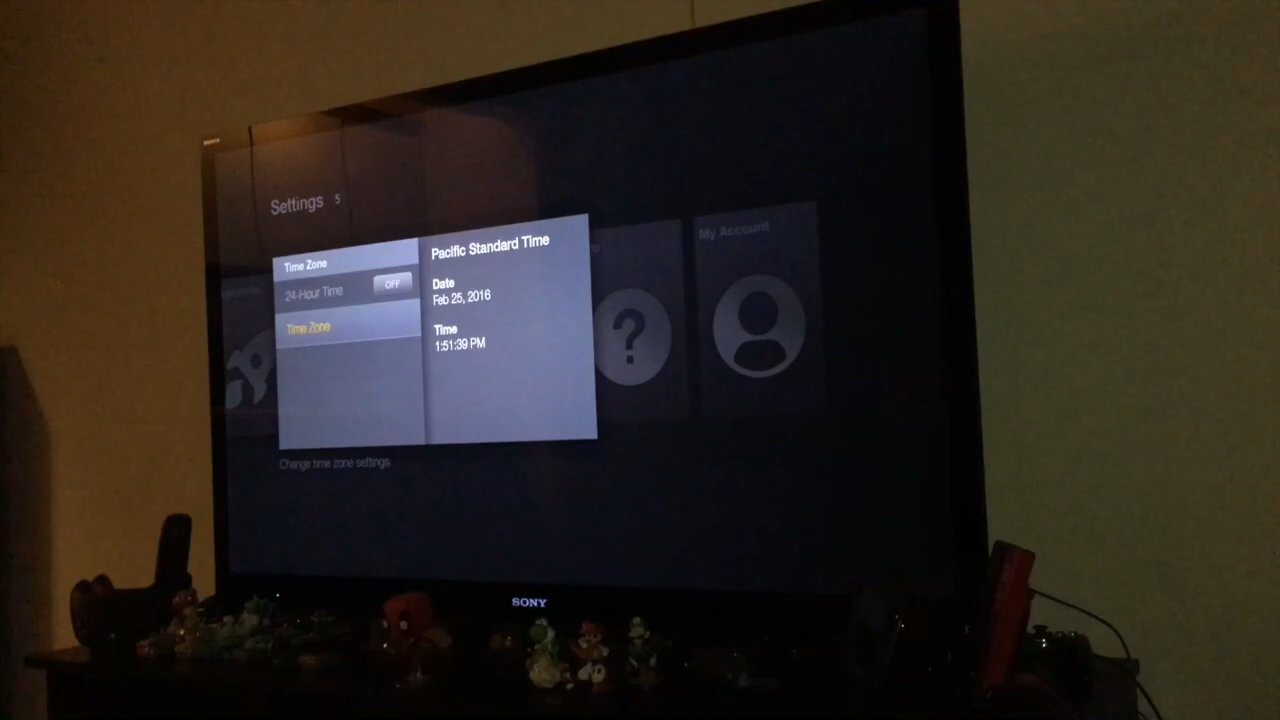 Settings 5
Time Zone
24-Hour Time OFF
Time Zone
Pacific Standard Time
Date
Feb 25, 2016
Time
1:51:39 PM
My Account
Change time zone settings.
SONY